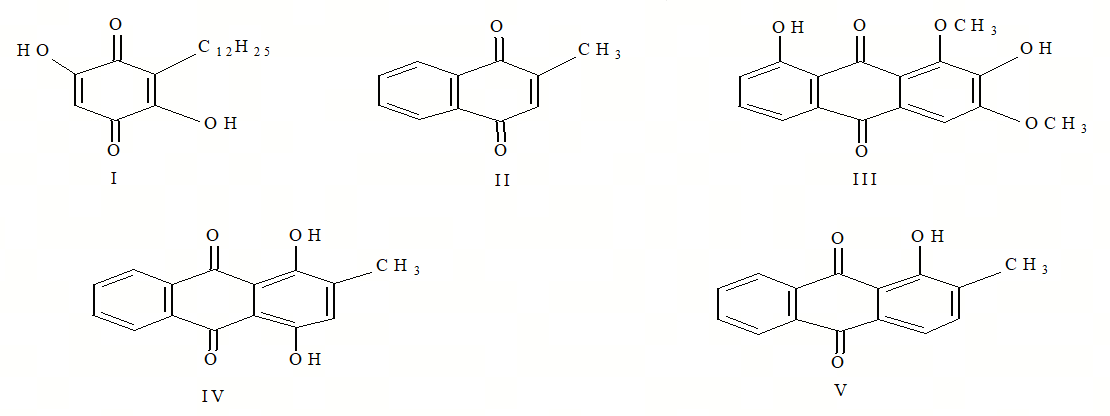 O O O OH OCH3
HO C12H25 CH3 OH
OH O OCH3
O O
I II III
O OH O OH
CH3 CH3
O OH O
IV V